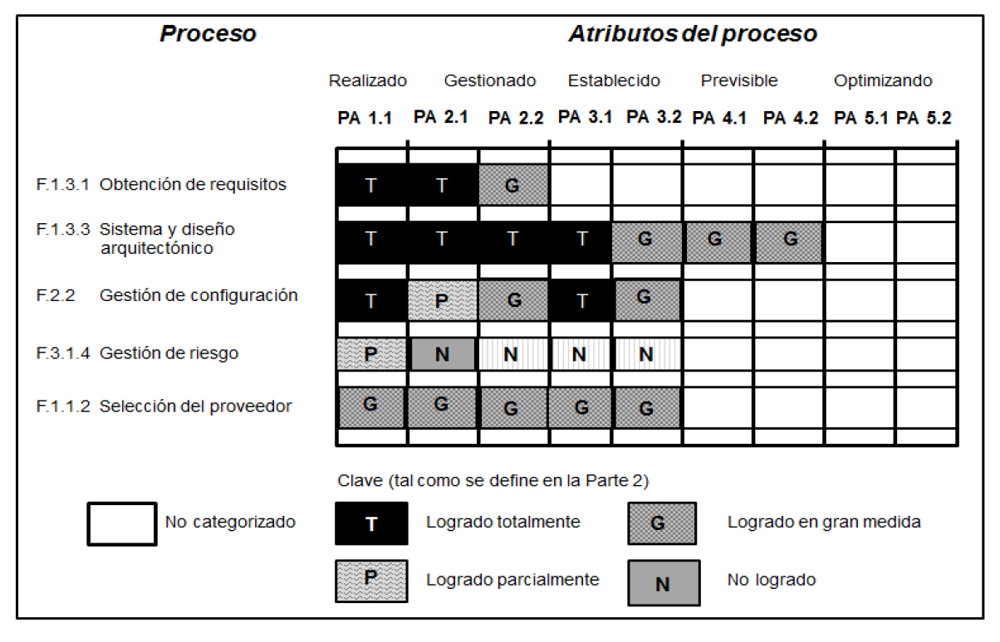 Proceso Atributos del proceso
Realizado Gestionado Establecido Previsible Optimizando
PA 1.1 PA 2.1 PA 2.2 PA 3.1 PA 3.2 PA 4.1 PA 4.2 PA 5.1 PA 5.2
F.1.3.1 Obtención de requisitos T T G
F.1.3.3 Sistema y diseño
arquitectónico T T T T G G G
F.2.2 Gestión de configuración T P G T G
F.3.1.4 Gestión de riesgo P N N N N
F.1.1.2 Selección del proveedor G G G G G
Clave (tal como se define en la Parte 2)
No categorizado T Logrado totalmente G Logrado en gran medida
P Logrado parcialmente N No logrado